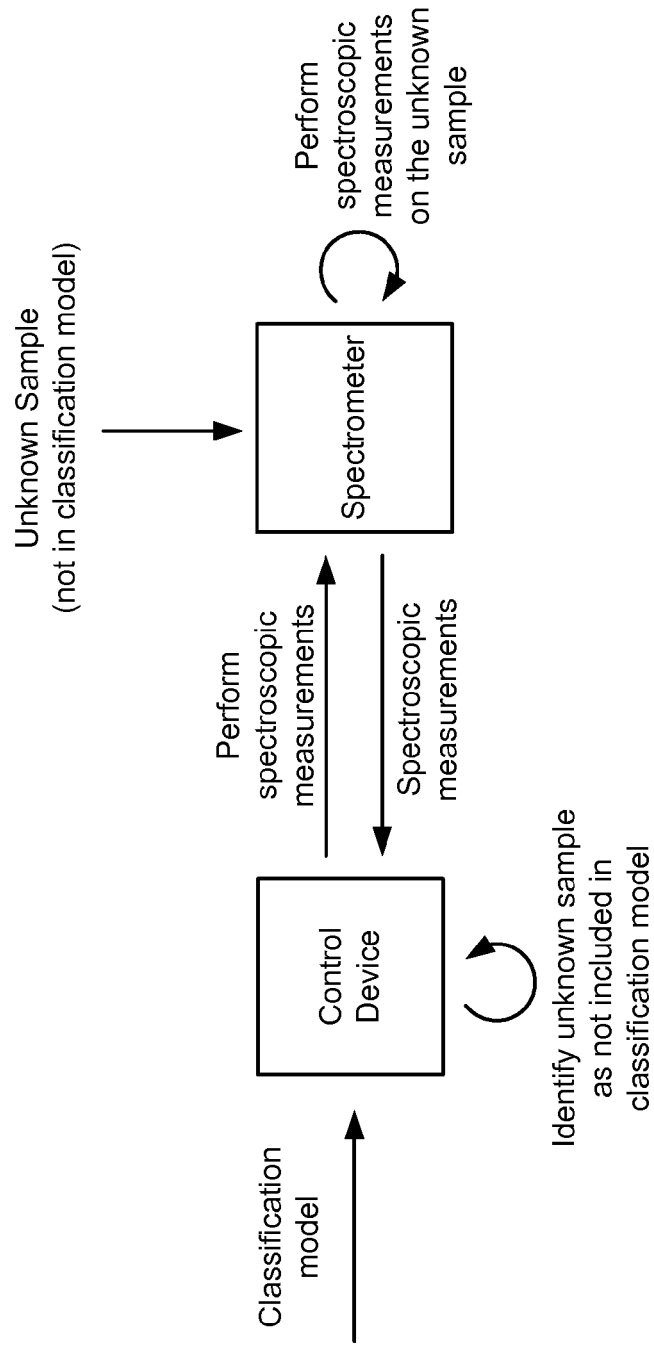 Unknown Sample
(not in classification model)
Classification
model
Control
Device
Perform
spectroscopic
measurements
Spectroscopic
measurements
Spectrometer
Perform
spectroscopic
measurements
on the unknown
sample
Identify unknown sample
as not included in
classification model